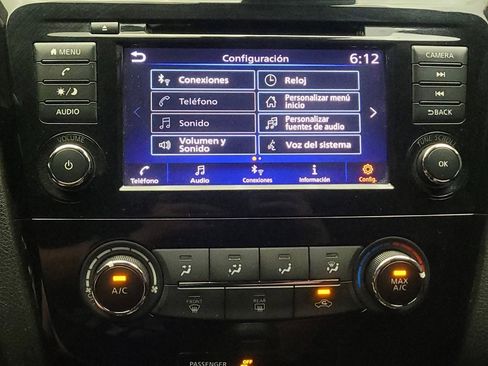 MENU
AUDIO
VOLUME
Configuración
6:12
Conexiones
Reloj
Teléfono
Personalizar menú
inicio
Sonido
Personalizar
fuentes de audio
Volumen y
Sonido
Voz del sistema
Teléfono
Audio
Conexiones
Información
Config.
CAMERA
BACK
TUNE·SCROLL
OK
A/C
FRONT
REAR
MAX
A/C
PASSENGER
OFF